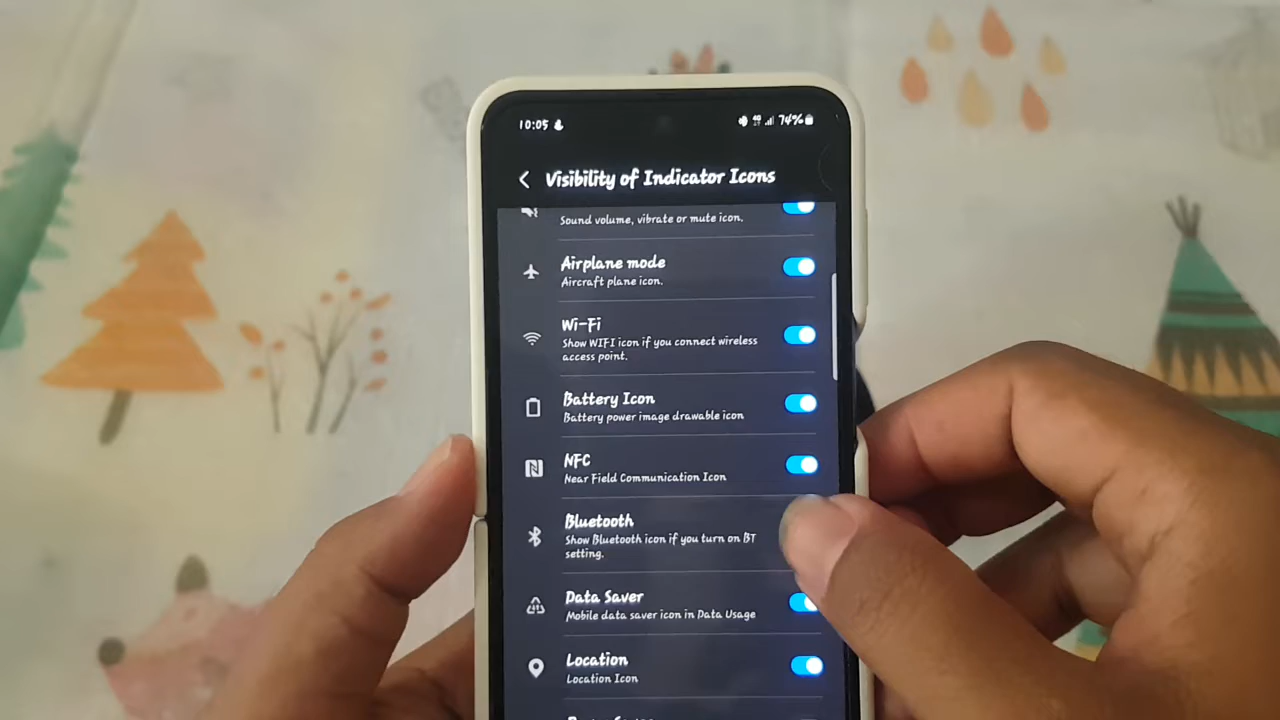 10:05
4G 74%
Visibility of Indicator Icons
Sound volume, vibrate or mute icon.
Airplane mode
Aircraft plane icon.
Wi-Fi
Show WIFI icon if you connect wireless
access point.
Battery Icon
Battery power image drawable icon
NFC
Near Field Communication Icon
Bluetooth
Show Bluetooth icon if you turn on BT
setting.
Data Saver
Mobile data saver icon in Data Usage
Location
Location Icon